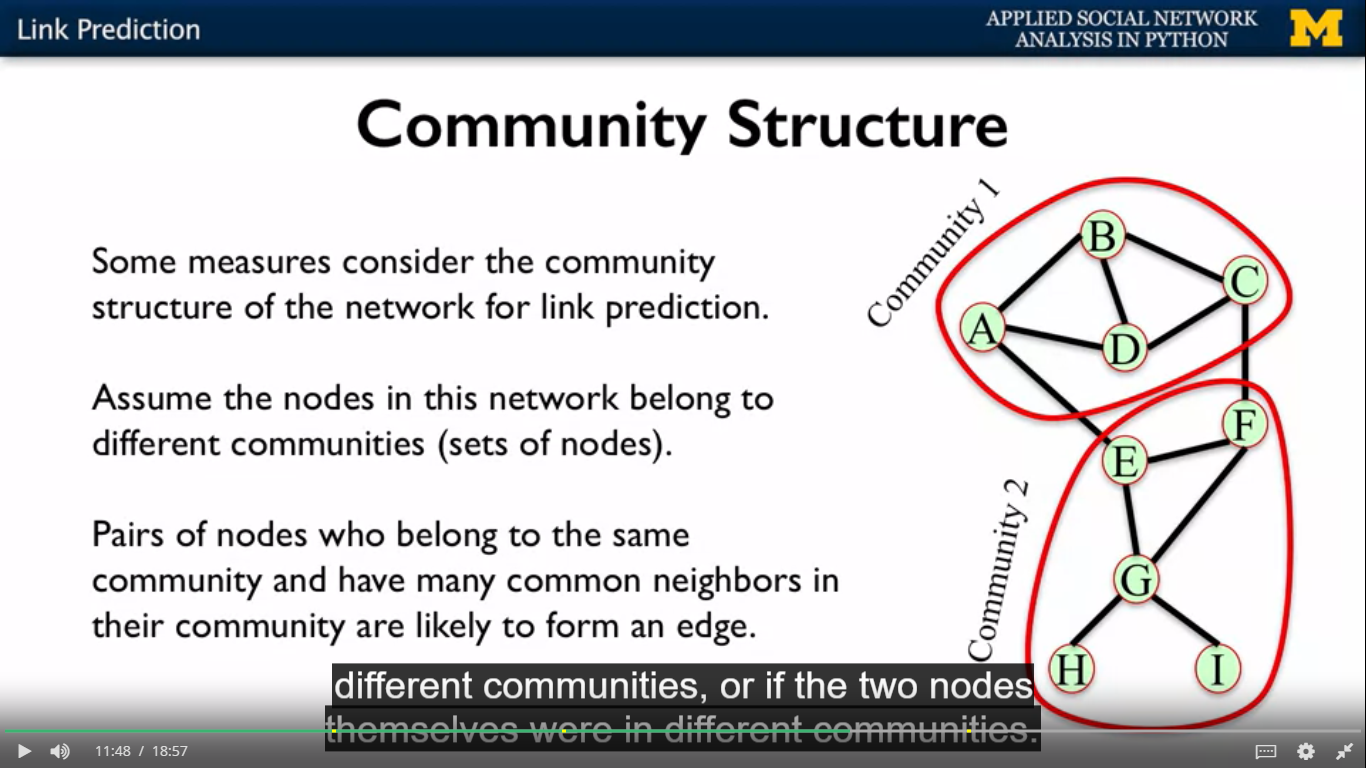 Link Prediction
APPLIED SOCIAL NETWORK
ANALYSIS IN PYTHON
M
Community Structure
Some measures consider the community
structure of the network for link prediction.
Assume the nodes in this network belong to
different communities (sets of nodes).
Pairs of nodes who belong to the same
community and have many common neighbors in
their community are likely to form an edge.
Community 1
B
C
A
D
Community 2
F
E
G
H
I
different communities, or if the two nodes
themselves were in different communities.
11:48 / 18:57